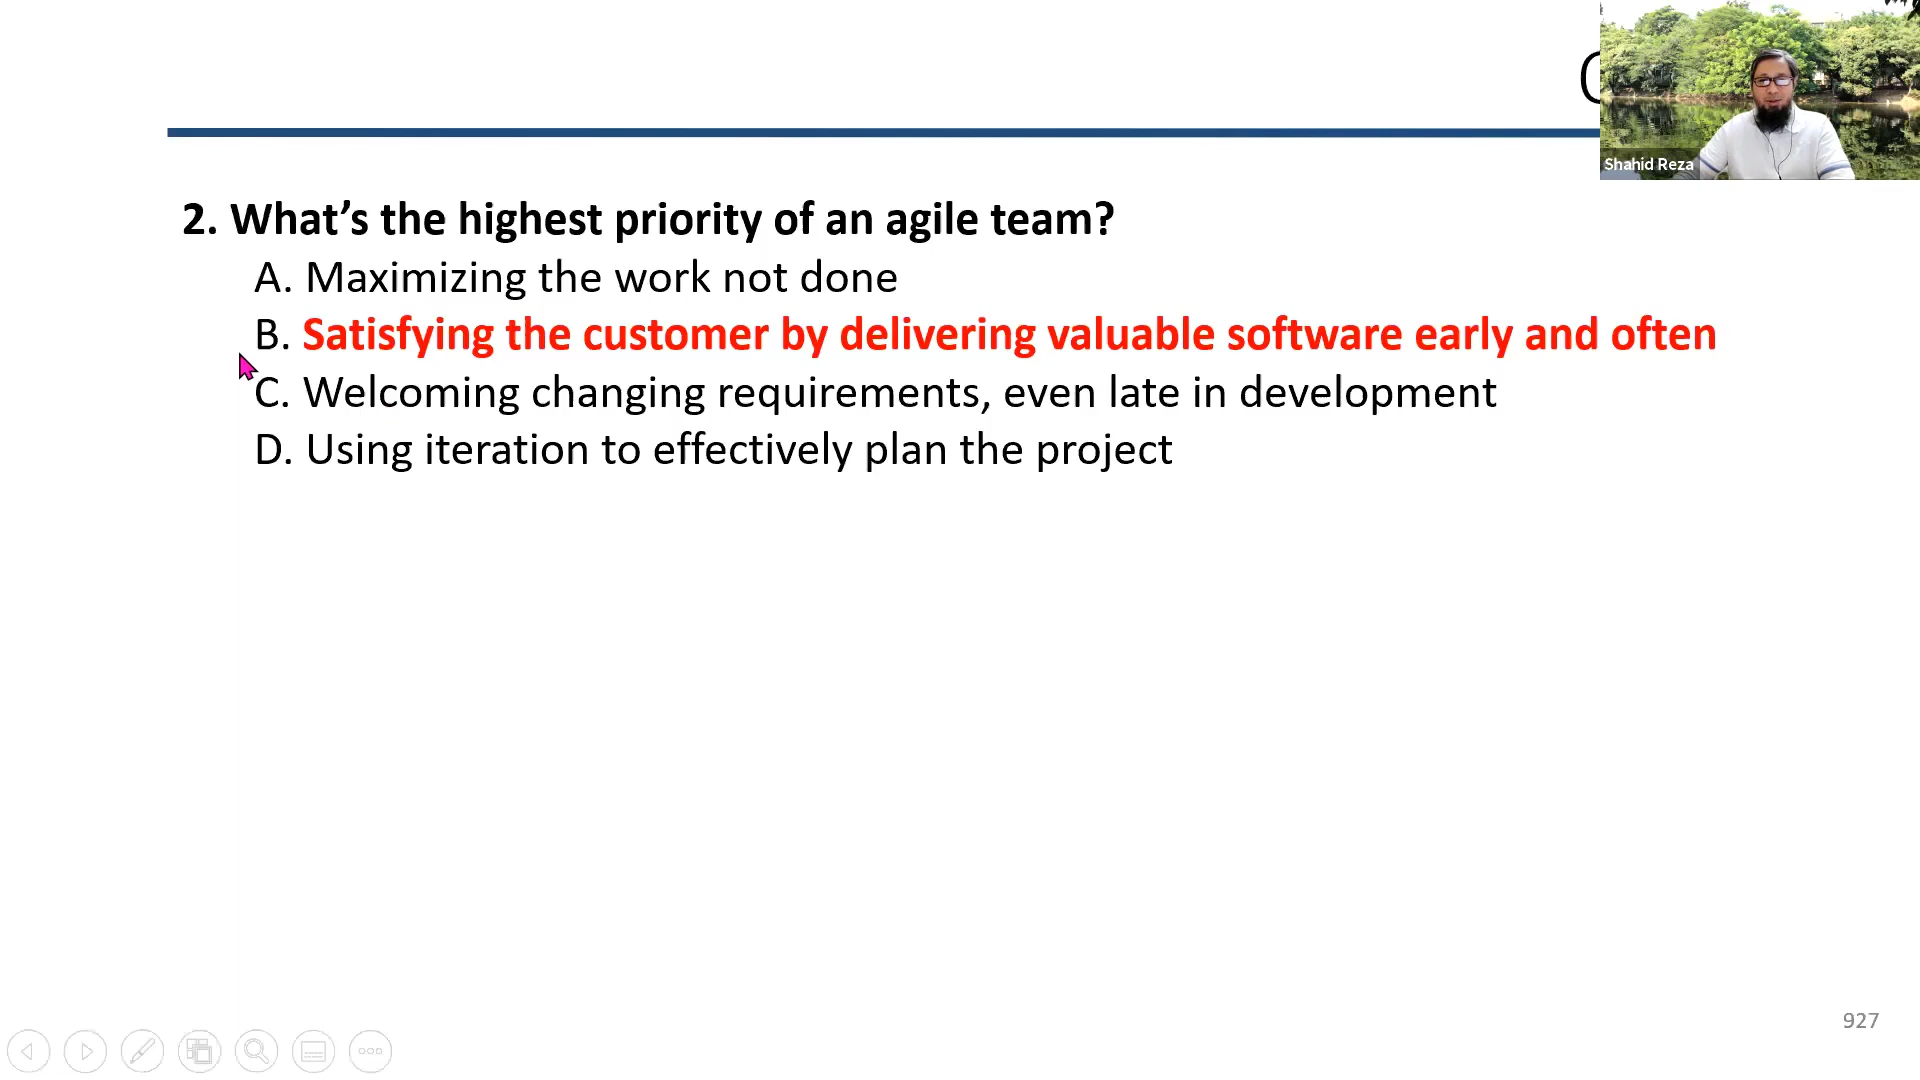 Shahid Reza
2. What’s the highest priority of an agile team?
A. Maximizing the work not done
B. Satisfying the customer by delivering valuable software early and often
C. Welcoming changing requirements, even late in development
D. Using iteration to effectively plan the project
927